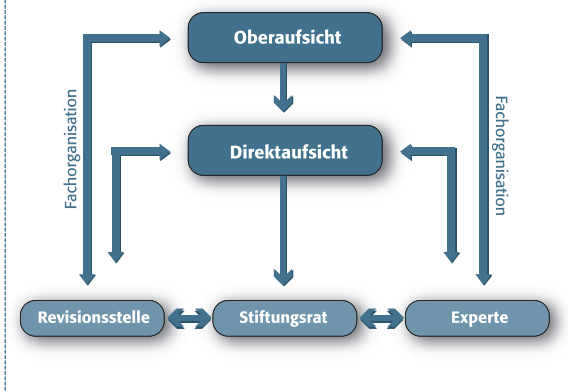 Oberaufsicht
Fachorganisation
Fachorganisation
Direktaufsicht
Revisionsstelle
Stiftungsrat
Experte